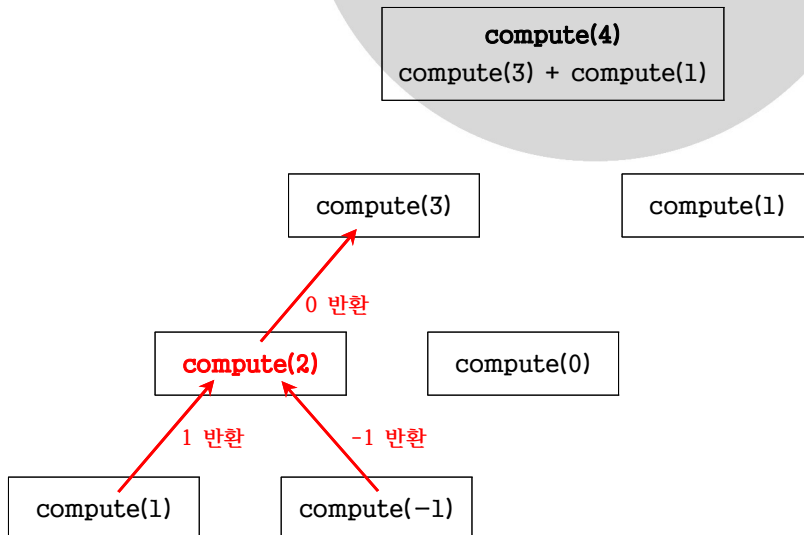 compute(4)
compute(3) + compute(1)
compute(3)
compute(1)
0 반환
compute(2)
compute(0)
1 반환
-1 반환
compute(1)
compute(−1)